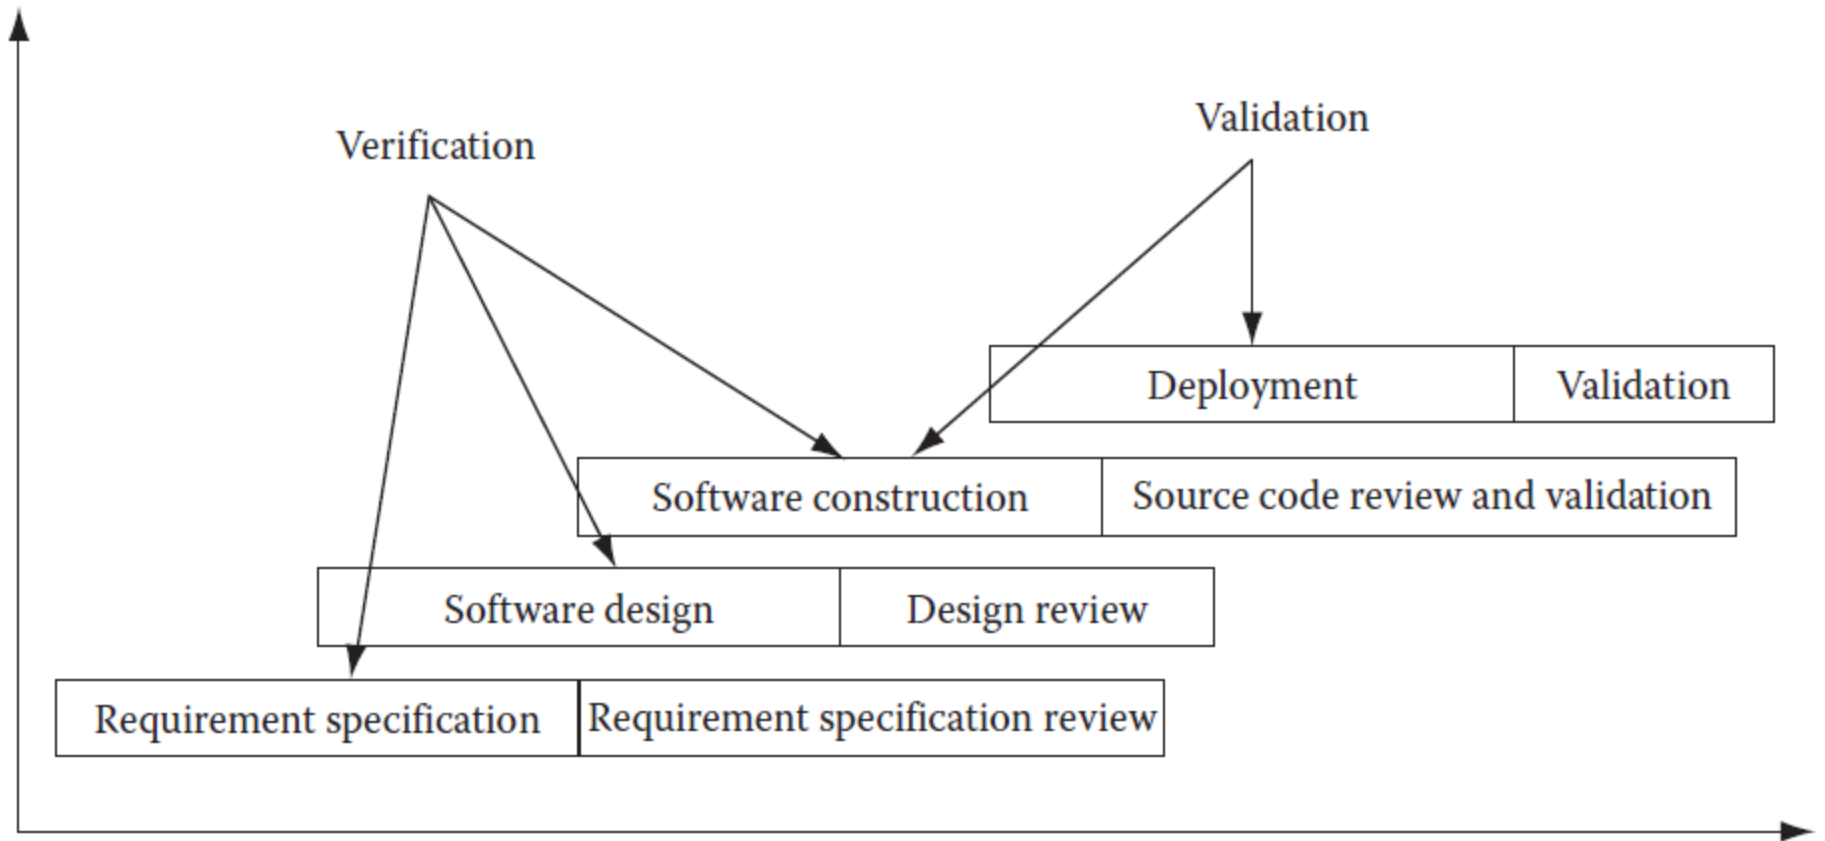 Validation
Verification
Deployment
Validation
Software construction
Source code review and validation
Software design
Design review
Requirement specification
Requirement specification review